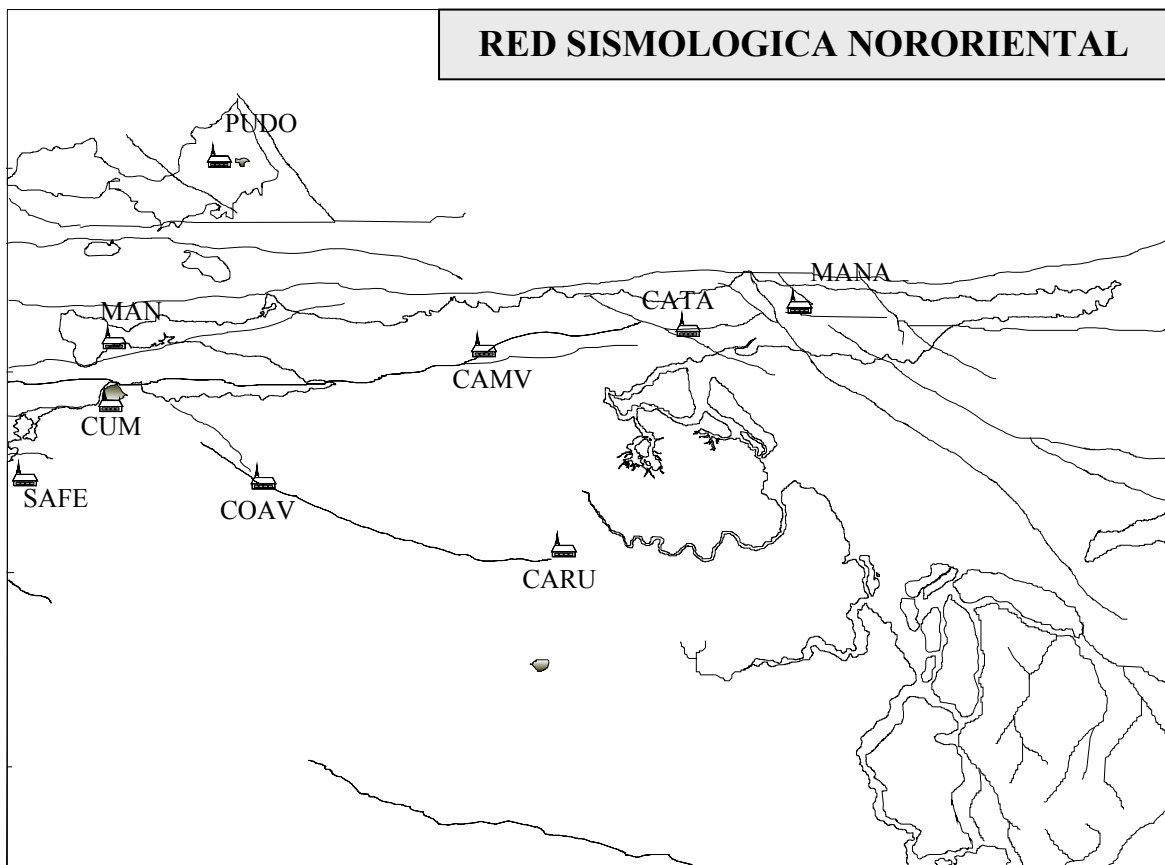 RED SISMOLOGICA NORORIENTAL
PUDO
MANA
CATA
MAN
CAMV
CUM
SAFE
COAV
CARU